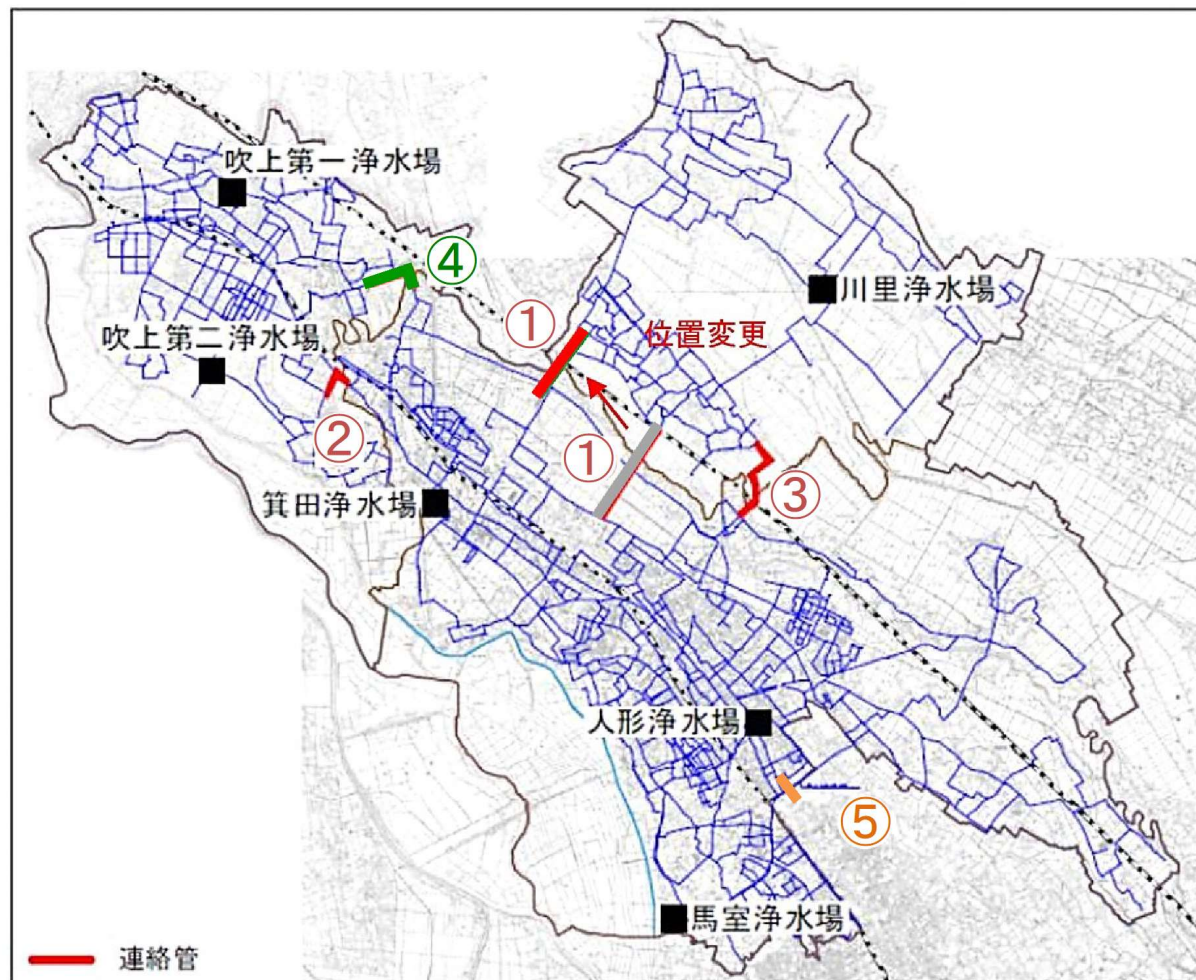 吹上第一浄水場
④
川里浄水場
①
位置変更
吹上第二浄水場
②
①
③
箕田浄水場
人形浄水場
⑤
馬室浄水場
連絡管